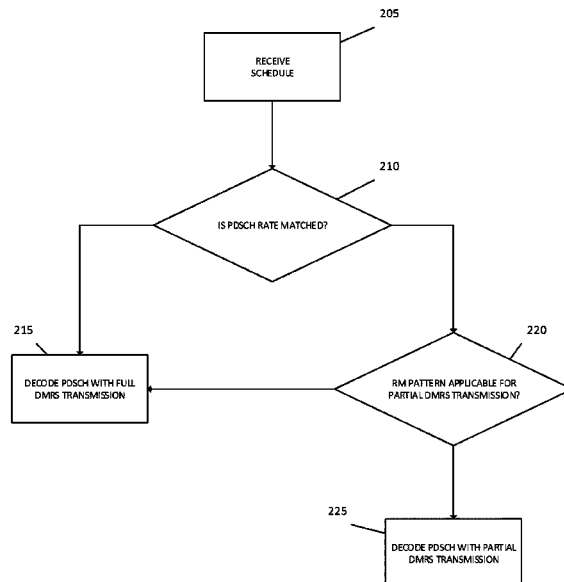 205
RECEIVE
SCHEDULE
210
IS PDSCH RATE MATCHED?
215
220
DECODE PDSCH WITH FULL
DMRS TRANSMISSION
RM PATTERN APPLICABLE FOR
PARTIAL DMRS TRANSMISSION?
225
DECODE PDSCH WITH PARTIAL
DMRS TRANSMISSION